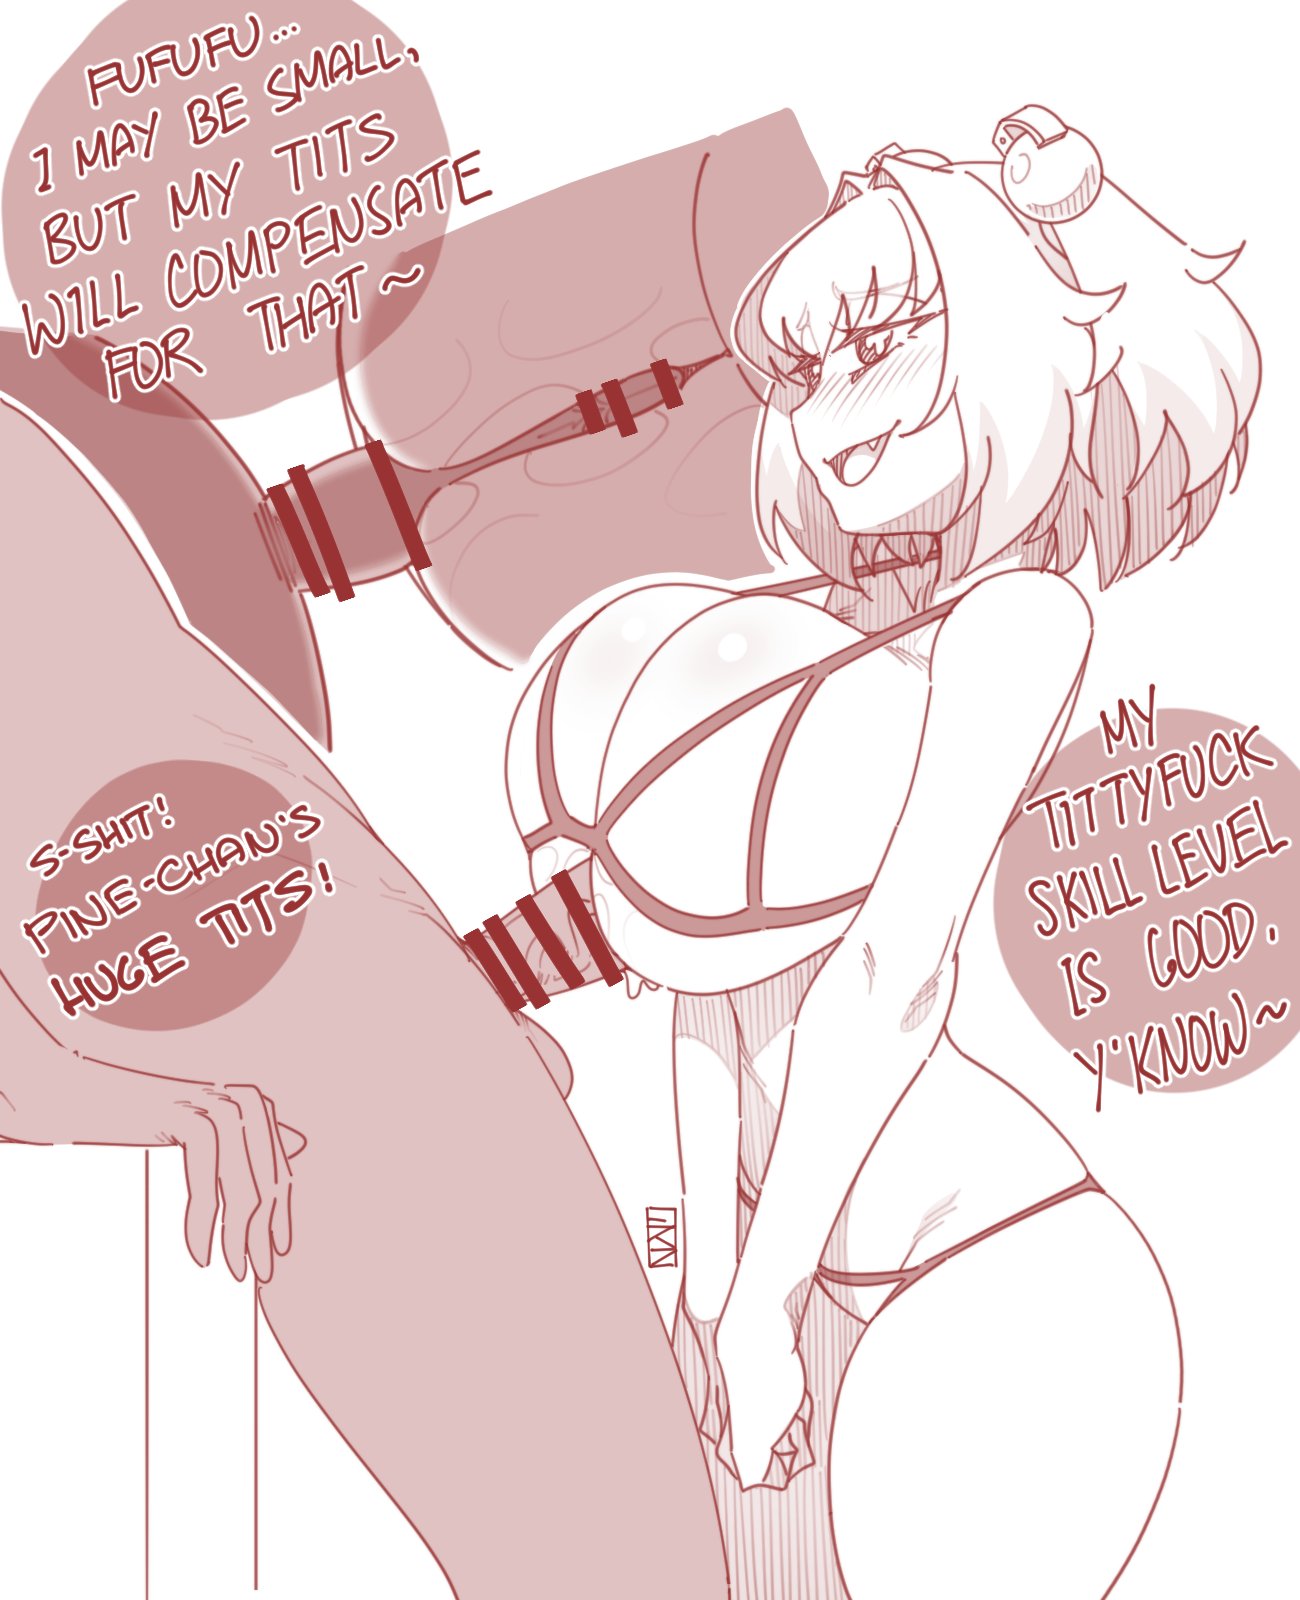 FUFUFU...
I MAY BE SMALL,
BUT MY TITS
WILL COMPENSATE
FOR THAT ~
S-SHIT!
PINE-CHAN'S
HUGE TITS!
MY
TITTYFUCK
SKILL LEVEL
IS GOOD.
Y'KNOW~